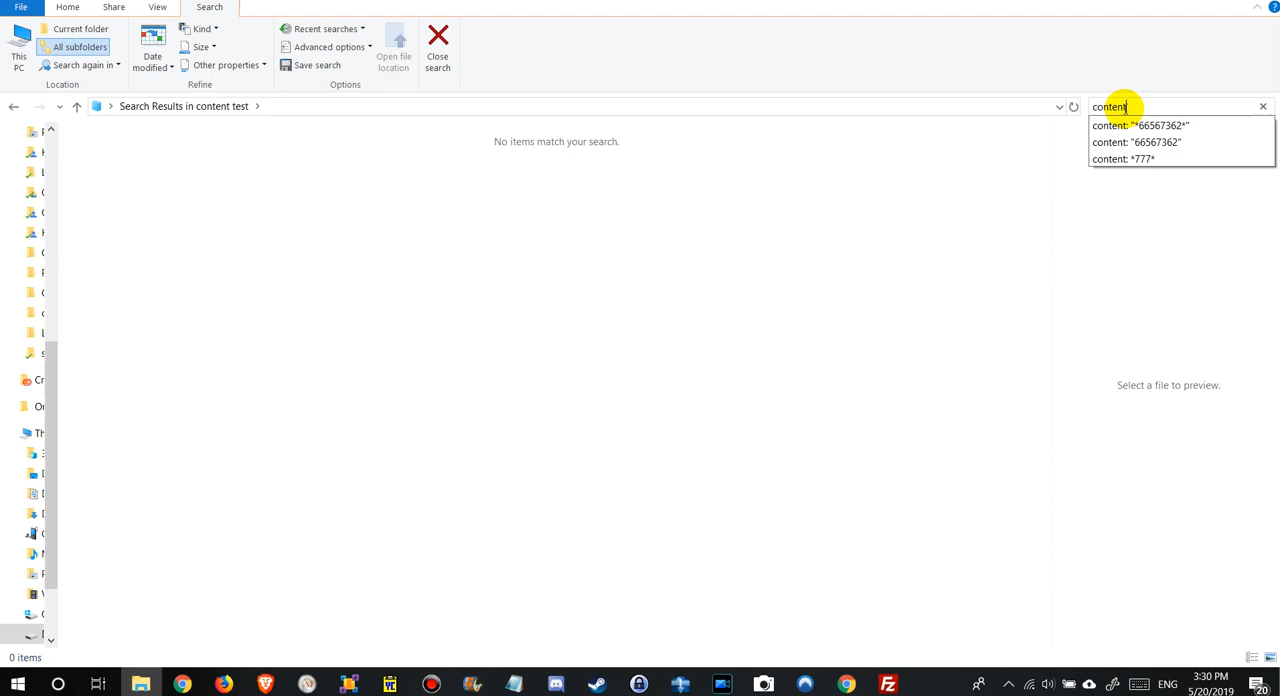 File
Home
Share
View
Search
This PC
Current folder
All subfolders
Search again in
Location
Date modified
Kind
Size
Other properties
Refine
Recent searches
Advanced options
Save search
Open file location
Options
Close search
Search Results in content test
content
content: "*66567362*"
content: "66567362"
content: *777*
No items match your search.
Select a file to preview.
0 items
ENG
3:30 PM
5/20/2019